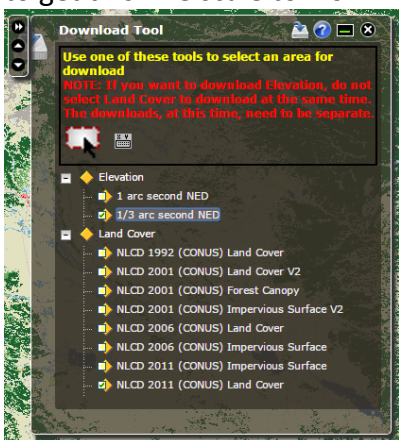 Download Tool
Use one of these tools to select an area for
download
NOTE: If you want to download Elevation, do not
select Land Cover to download at the same time.
The downloads, at this time, need to be separate.
Elevation
1 arc second NED
1/3 arc second NED
Land Cover
NLCD 1992 (CONUS) Land Cover
NLCD 2001 (CONUS) Land Cover V2
NLCD 2001 (CONUS) Forest Canopy
NLCD 2001 (CONUS) Impervious Surface V2
NLCD 2006 (CONUS) Land Cover
NLCD 2006 (CONUS) Impervious Surface
NLCD 2011 (CONUS) Impervious Surface
NLCD 2011 (CONUS) Land Cover